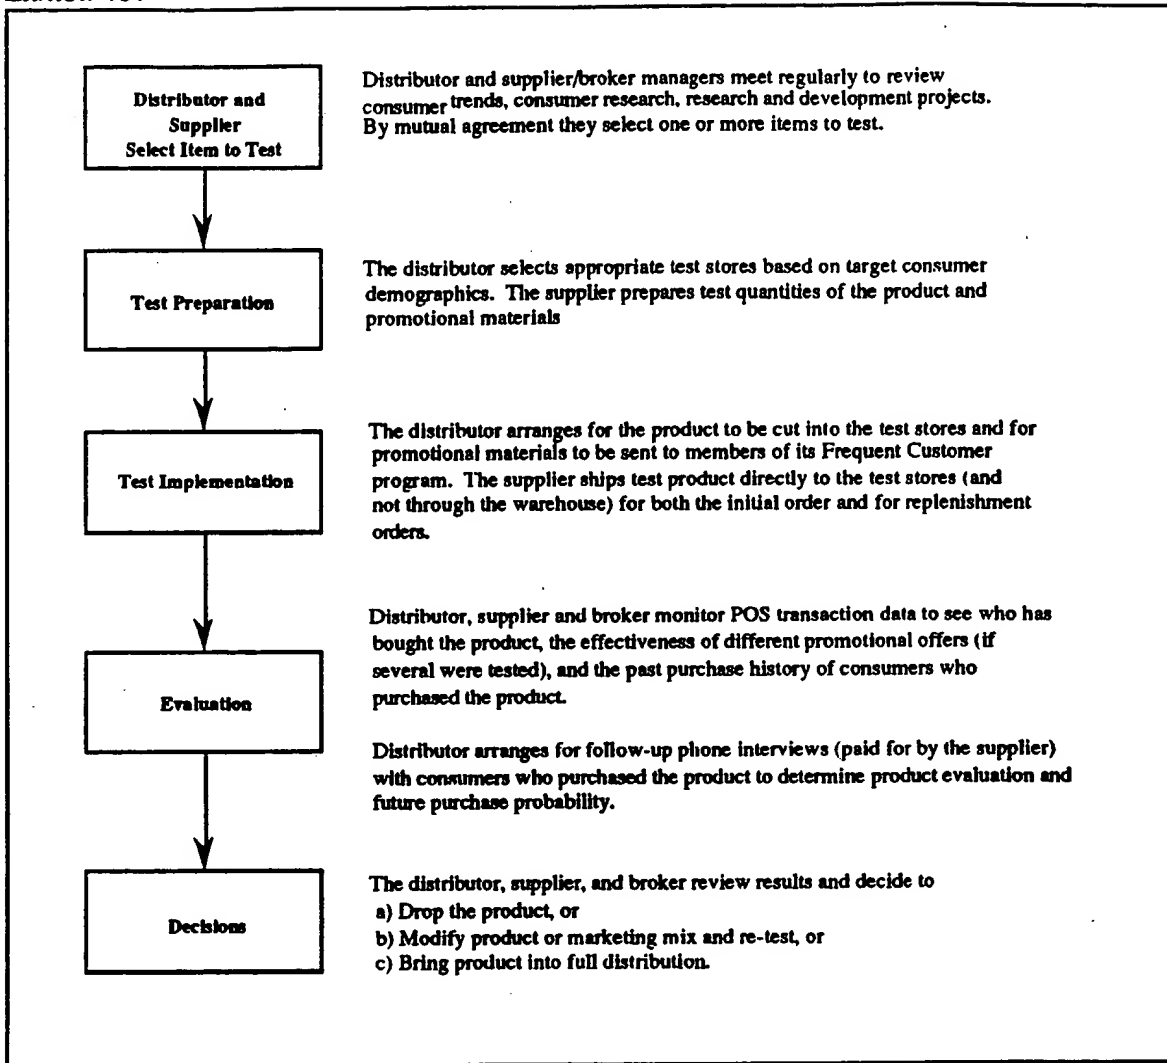 Distributor and
Supplier
Select Item to Test
Distributor and supplier/broker managers meet regularly to review
consumer trends, consumer research, research and development projects.
By mutual agreement they select one or more items to test.
Test Preparation
The distributor selects appropriate test stores based on target consumer
demographics. The supplier prepares test quantities of the product and
promotional materials
Test Implementation
The distributor arranges for the product to be cut into the test stores and for
promotional materials to be sent to members of its Frequent Customer
program. The supplier ships test product directly to the test stores (and
not through the warehouse) for both the initial order and for replenishment
orders.
Evaluation
Distributor, supplier and broker monitor POS transaction data to see who has
bought the product, the effectiveness of different promotional offers (if
several were tested), and the past purchase history of consumers who
purchased the product.
Distributor arranges for follow-up phone interviews (paid for by the supplier)
with consumers who purchased the product to determine product evaluation and
future purchase probability.
Decisions
The distributor, supplier, and broker review results and decide to
a) Drop the product, or
b) Modify product or marketing mix and re-test, or
c) Bring product into full distribution.